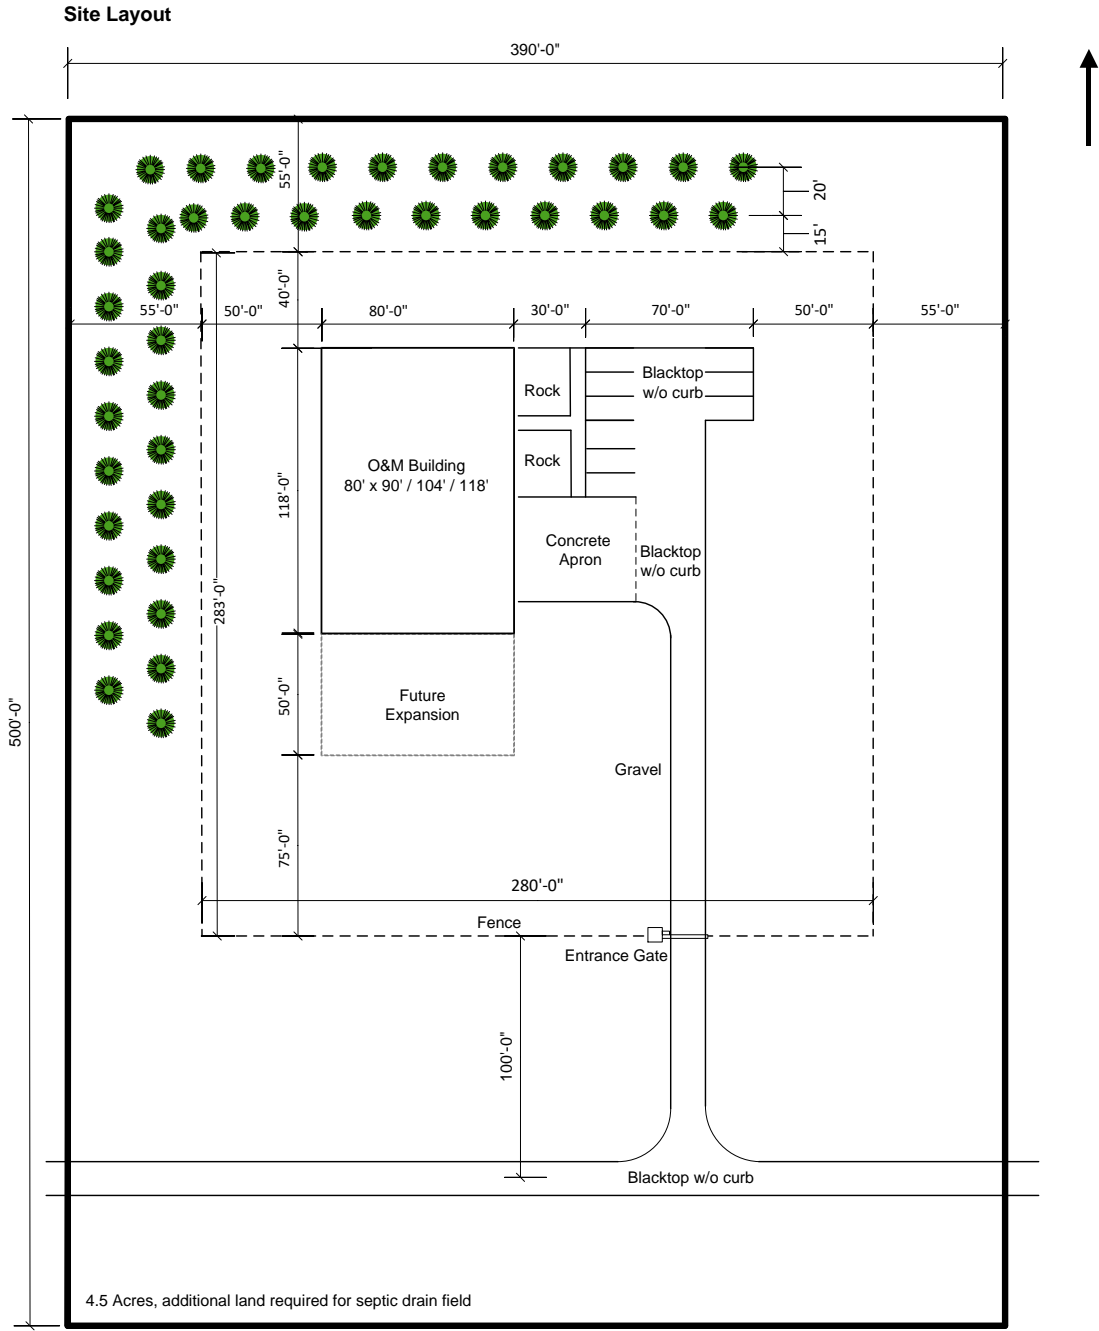 Site Layout
390'-0"
55'-0"
20'
15'
40'-0"
55'-0"
50'-0"
80'-0"
30'-0"
70'-0"
50'-0"
55'-0"
Rock
Blacktop
w/o curb
O&M Building
80' x 90' / 104' / 118'
Rock
118'-0"
Concrete
Apron
Blacktop
w/o curb
283'-0"
500'-0"
50'-0"
Future
Expansion
Gravel
75'-0"
280'-0"
Fence
Entrance Gate
100'-0"
Blacktop w/o curb
4.5 Acres, additional land required for septic drain field